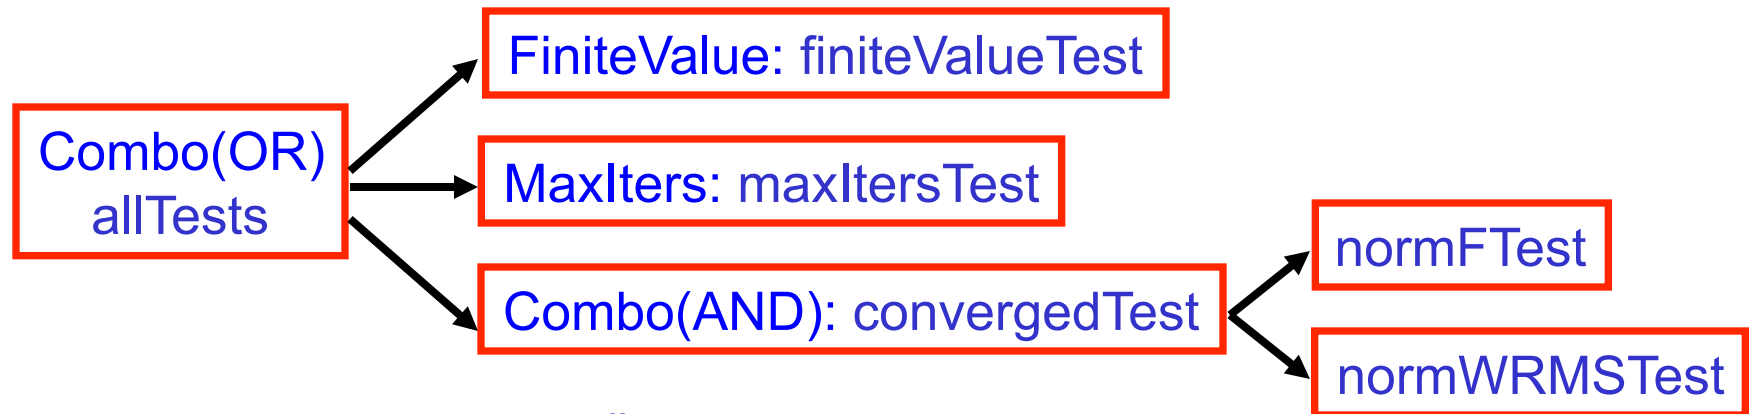 FiniteValue: finiteValueTest
Combo(OR)
allTests
MaxIters: maxItersTest
normFTest
Combo(AND): convergedTest
normWRMSTest